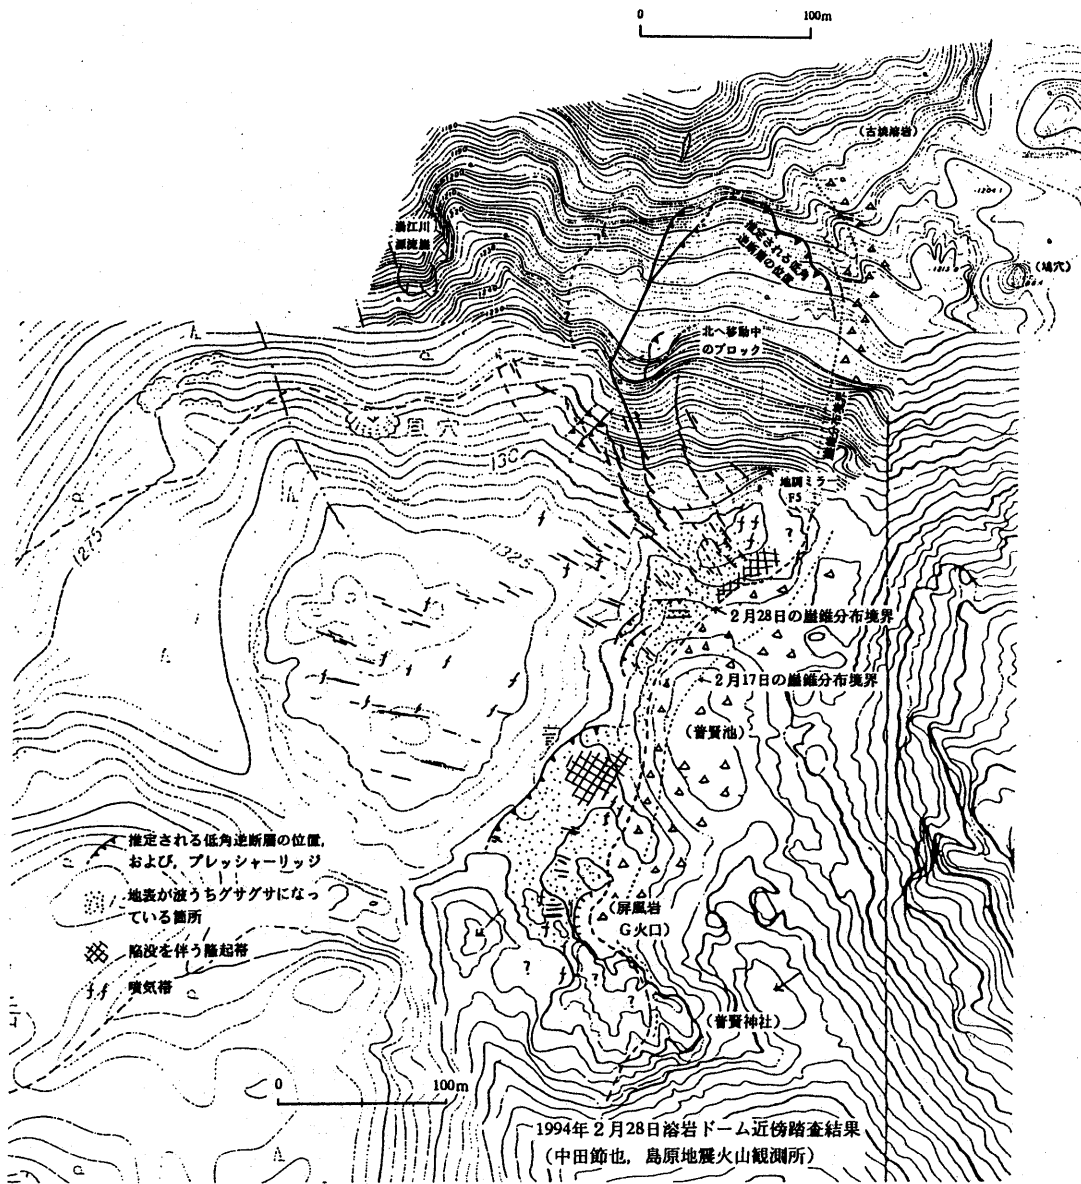 0 100m
(古焼溶岩)
1204.1
湯江川
源流崖
推定される低角
逆断層の位置
(鳩穴)
北へ移動中
のブロック
風穴
130
地調ミラー
F5
1275
1325
?
2月28日の崖錐分布境界
2月17日の崖錐分布境界
(普賢池)
推定される低角逆断層の位置,
および, プレッシャーリッジ
地表が波うちグサグサになっ
ている箇所
陥没を伴う隆起帯
噴気帯
屏風岩
G火口)
?
?
?
(普賢神社)
0 100m
1994年2月28日溶岩ドーム近傍踏査結果
(中田節也, 島原地震火山観測所)